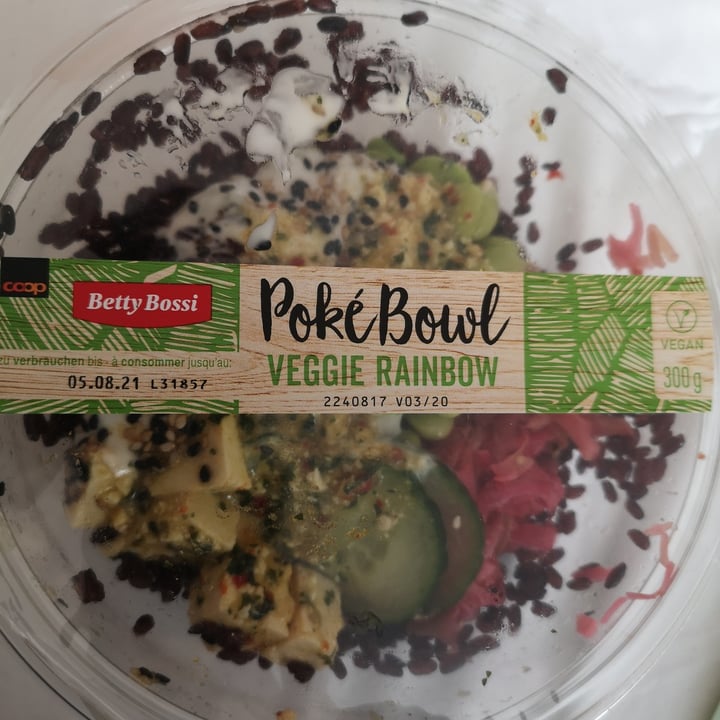 coop
Betty Bossi
zu verbrauchen bis - à consommer jusqu'au:
05.08.21 L31857
Poké Bowl
VEGGIE RAINBOW
2240817 V03/20
VEGAN
300 g